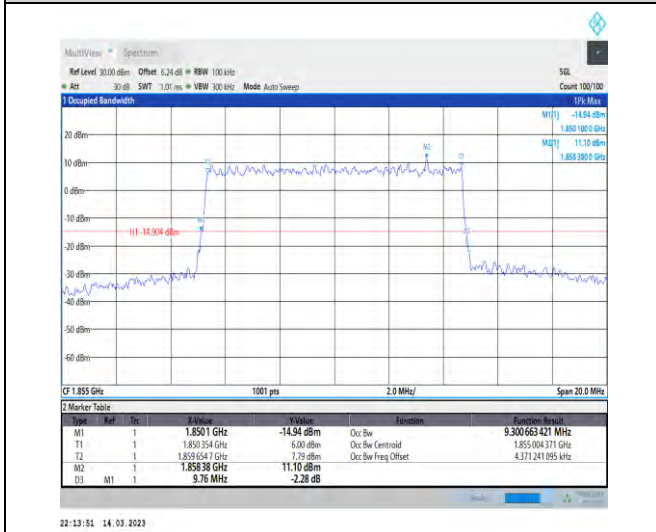 MultiView Spectrum
Ref Level 30.00 dBm Offset 6.24 dB RBW 100 kHz SGL
Att 30 dB SWT 1.01 ms VBW 300 kHz Mode Auto Sweep Count 100/100
1 Occupied Bandwidth 1Pk Max
M1[1] -14.94 dBm
1.850 100 0 GHz
M2[1] 11.10 dBm
1.858 380 0 GHz
20 dBm
M2
10 dBm
0 dBm
-10 dBm
H1 -14.904 dBm
-20 dBm
-30 dBm
-40 dBm
-50 dBm
-60 dBm
CF 1.855 GHz 1001 pts 2.0 MHz/ Span 20.0 MHz
2 Marker Table
Type Ref Trc X-Value Y-Value Function Function Result
M1 1 1.8501 GHz -14.94 dBm Occ Bw 9.300 663 421 MHz
T1 1 1.850 354 GHz 6.00 dBm Occ Bw Centroid 1.855 004 371 GHz
T2 1 1.859 654 7 GHz 7.79 dBm Occ Bw Freq Offset 4.371 241 095 kHz
M2 1 1.858 38 GHz 11.10 dBm
D3 M1 1 9.76 MHz -2.28 dB
22:13:51 14.03.2023